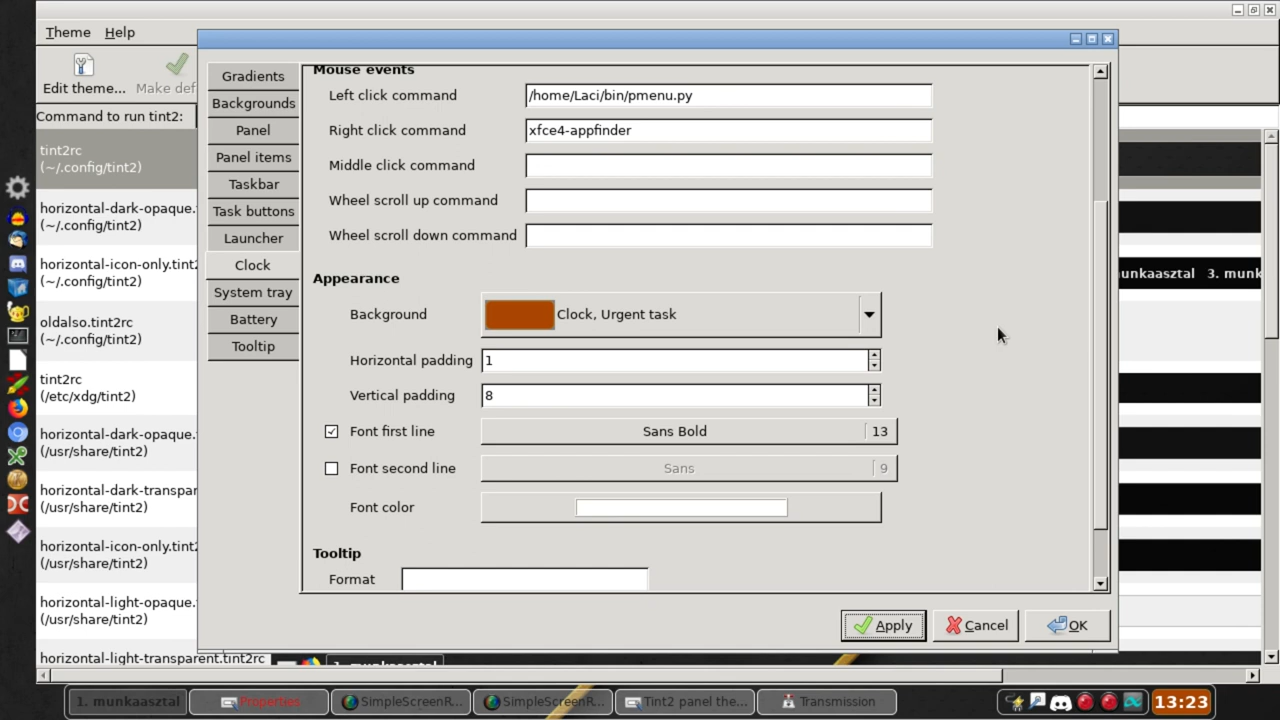 Theme Help
Edit theme... Make def
Command to run tint2:
tint2rc
(~/.config/tint2)
horizontal-dark-opaque.
(~/.config/tint2)
horizontal-icon-only.tint2
(~/.config/tint2)
oldalso.tint2rc
(~/.config/tint2)
tint2rc
(/etc/xdg/tint2)
horizontal-dark-opaque.
(/usr/share/tint2)
horizontal-dark-transpar
(/usr/share/tint2)
horizontal-icon-only.tint2
(/usr/share/tint2)
horizontal-light-opaque.
(/usr/share/tint2)
horizontal-light-transparent.tint2rc
Gradients
Backgrounds
Panel
Panel items
Taskbar
Task buttons
Launcher
Clock
System tray
Battery
Tooltip
Mouse events
Left click command /home/Laci/bin/pmenu.py
Right click command xfce4-appfinder
Middle click command
Wheel scroll up command
Wheel scroll down command
Appearance
Background Clock, Urgent task
Horizontal padding 1
Vertical padding 8
Font first line Sans Bold 13
Font second line Sans 9
Font color
Tooltip
Format
Apply Cancel OK
unkaasztal 3. munk
1. munkaasztal
1. munkaasztal Properties SimpleScreenR... SimpleScreenR... Tint2 panel the... Transmission 13:23